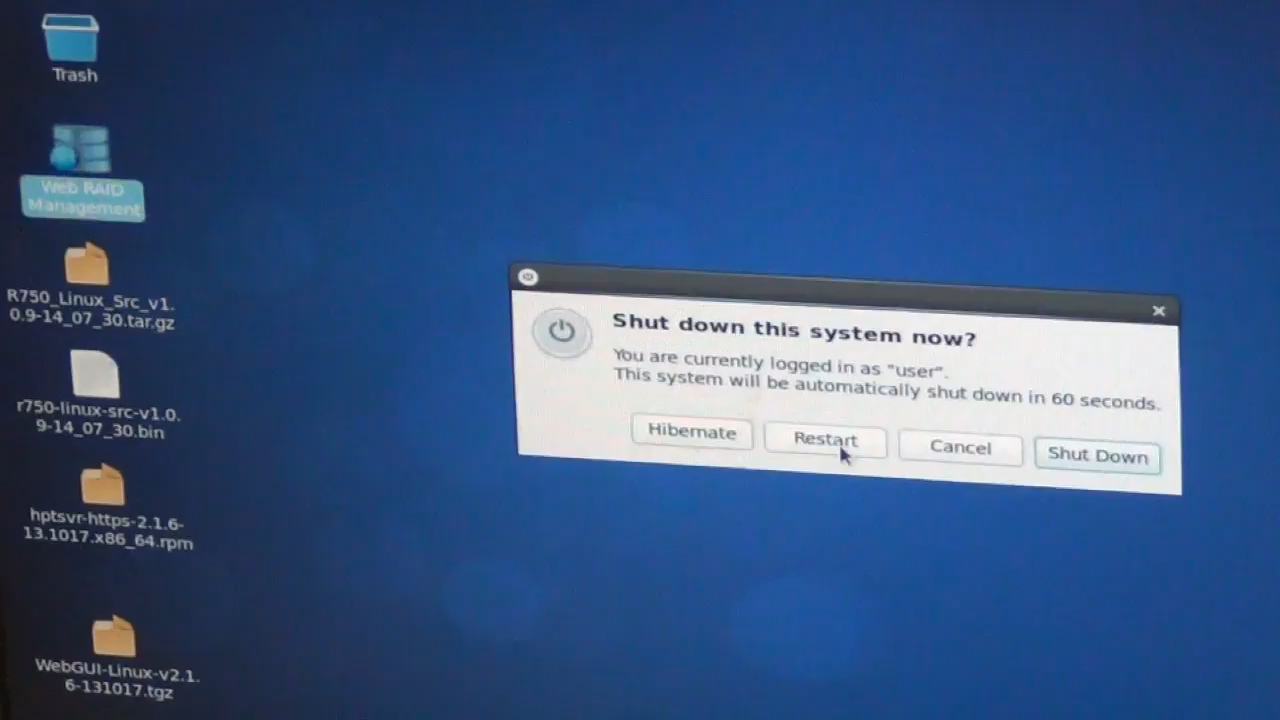 Trash
Web RAID
Management
R750_Linux_Src_v1.
0.9-14_07_30.tar.gz
r750-linux-src-v1.0.
9-14_07_30.bin
hptsvr-https-2.1.6-
13.1017.x86_64.rpm
WebGUI-Linux-v2.1.
6-131017.tgz
Shut down this system now?
You are currently logged in as "user".
This system will be automatically shut down in 60 seconds.
Hibernate
Restart
Cancel
Shut Down